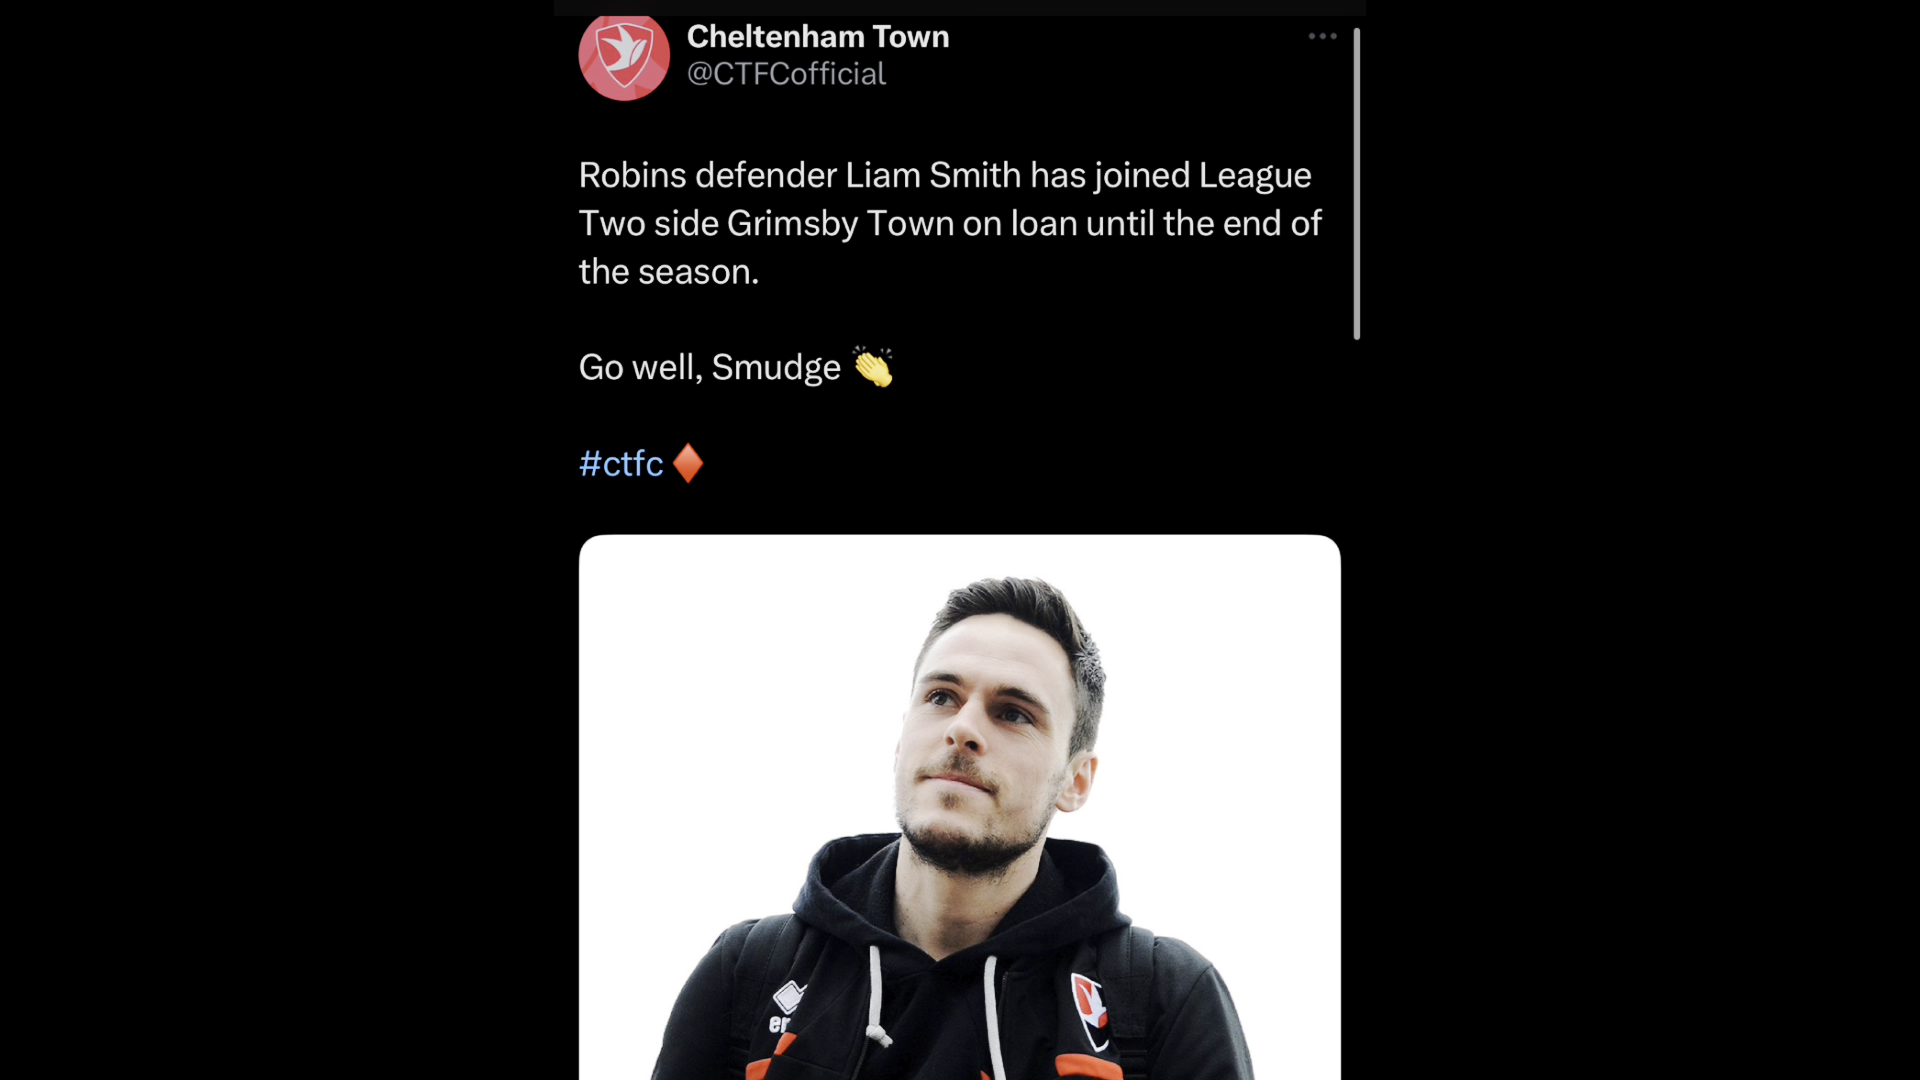 Cheltenham Town
@CTFCofficial
Robins defender Liam Smith has joined League
Two side Grimsby Town on loan until the end of
the season.
Go well, Smudge 👏
#ctfc ♦️